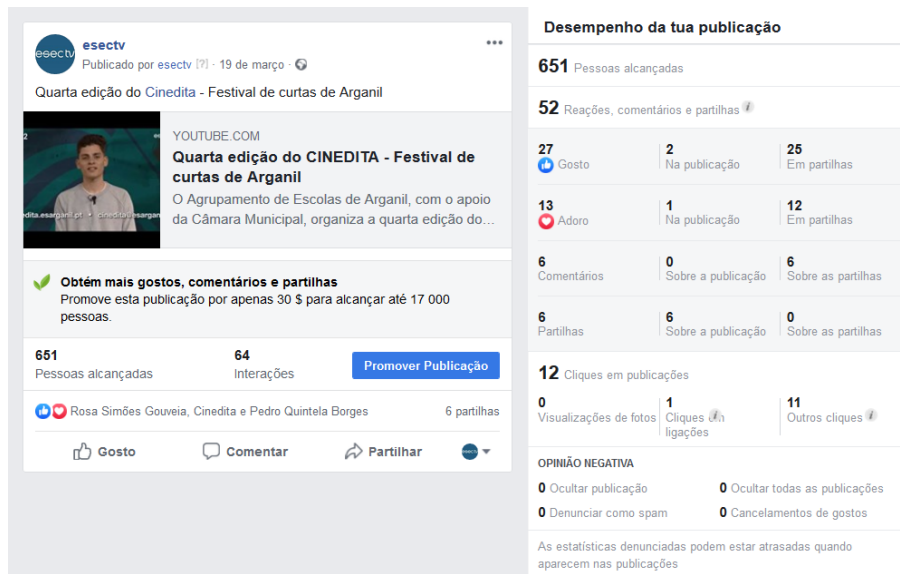 esectv
esectv
Publicado por esectv [?] · 19 de março ·
Quarta edição do Cinedita - Festival de curtas de Arganil
YOUTUBE.COM
Quarta edição do CINEDITA - Festival de
curtas de Arganil
O Agrupamento de Escolas de Arganil, com o apoio
da Câmara Municipal, organiza a quarta edição do...
Obtém mais gostos, comentários e partilhas
Promove esta publicação por apenas 30 $ para alcançar até 17 000
pessoas.
651 64
Pessoas alcançadas Interações
Promover Publicação
Rosa Simões Gouveia, Cinedita e Pedro Quintela Borges 6 partilhas
Gosto Comentar Partilhar
Desempenho da tua publicação
651 Pessoas alcançadas
52 Reações, comentários e partilhas
27 2 25
Gosto Na publicação Em partilhas
13 1 12
Adoro Na publicação Em partilhas
6 0 6
Comentários Sobre a publicação Sobre as partilhas
6 6 0
Partilhas Sobre a publicação Sobre as partilhas
12 Cliques em publicações
0 1 11
Visualizações de fotos Cliques em Outros cliques
ligações
OPINIÃO NEGATIVA
0 Ocultar publicação 0 Ocultar todas as publicações
0 Denunciar como spam 0 Cancelamentos de gostos
As estatísticas denunciadas podem estar atrasadas quando
aparecem nas publicações